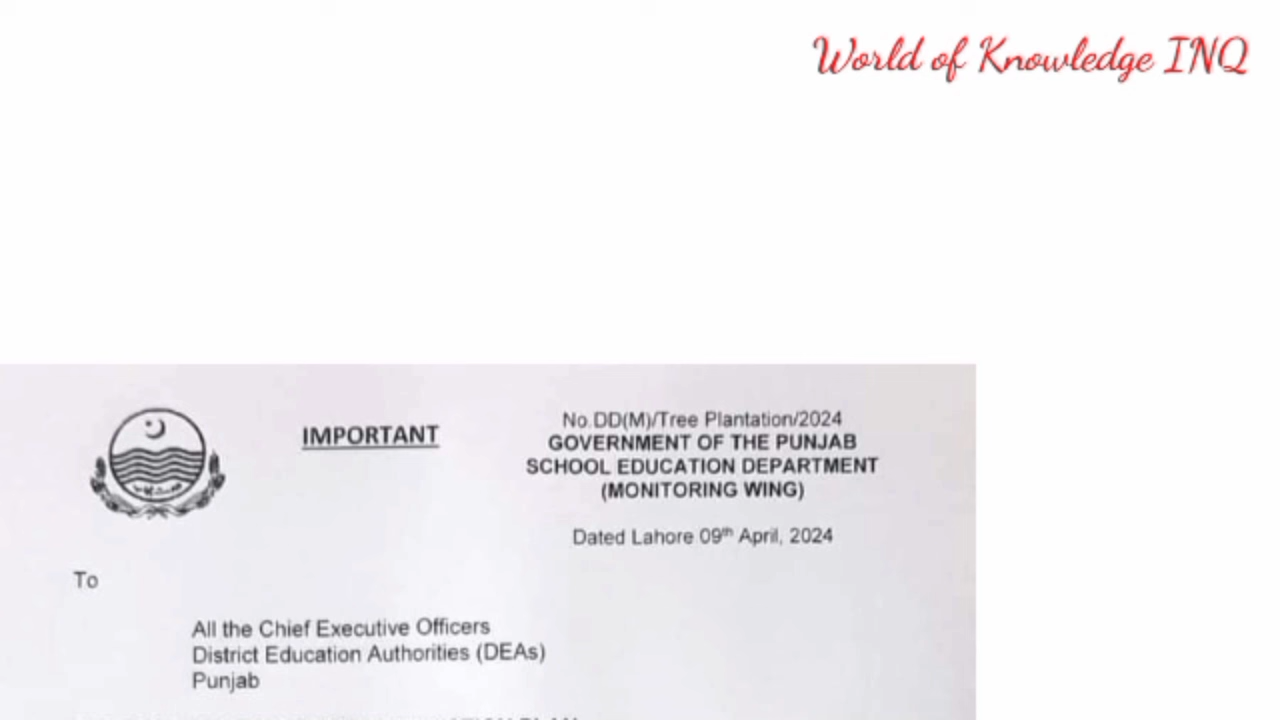 World of Knowledge INQ
IMPORTANT
No.DD(M)/Tree Plantation/2024
GOVERNMENT OF THE PUNJAB
SCHOOL EDUCATION DEPARTMENT
(MONITORING WING)
Dated Lahore 09th April, 2024
To
All the Chief Executive Officers
District Education Authorities (DEAs)
Punjab